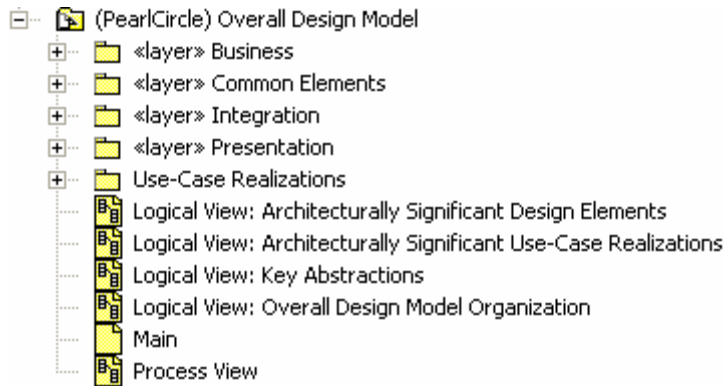 (PearlCircle) Overall Design Model
«layer» Business
«layer» Common Elements
«layer» Integration
«layer» Presentation
Use-Case Realizations
Logical View: Architecturally Significant Design Elements
Logical View: Architecturally Significant Use-Case Realizations
Logical View: Key Abstractions
Logical View: Overall Design Model Organization
Main
Process View